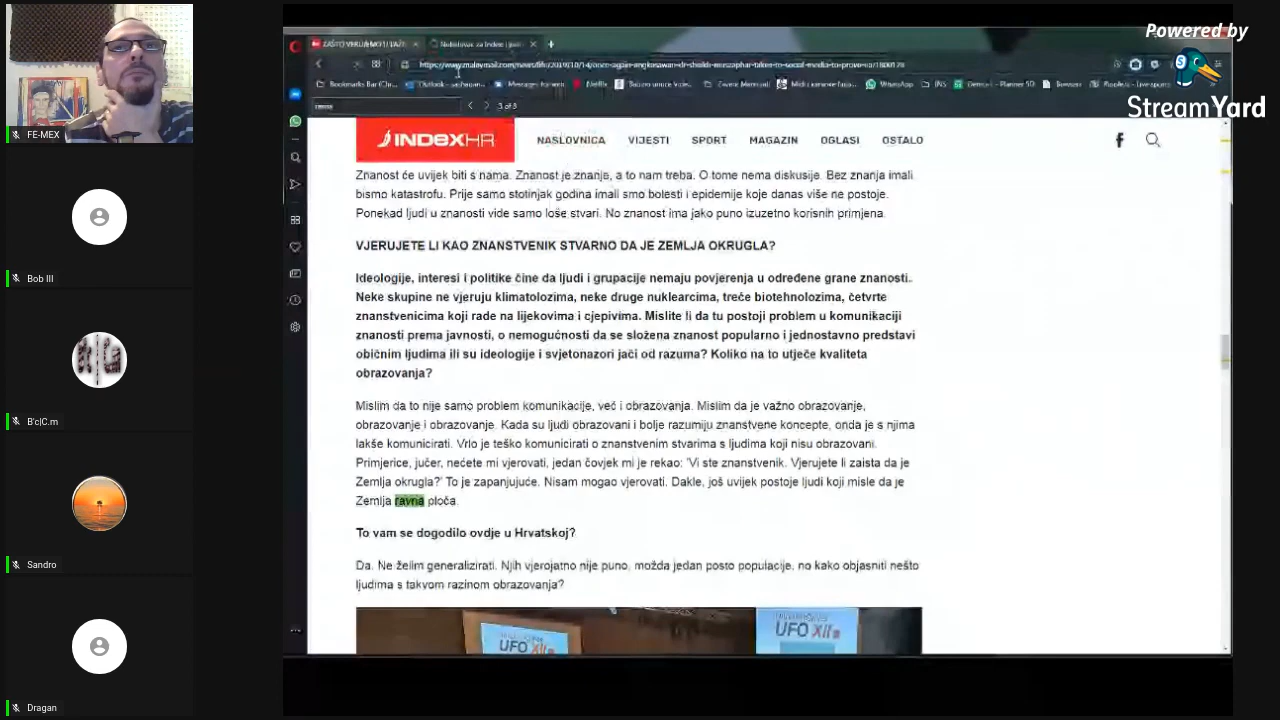 Powered by
StreamYard
FE-MEX
Bob III
B'c|C.m
Sandro
Dragan
3 of 9
INDEX HR
NASLOVNICA VIJESTI SPORT MAGAZIN OGLASI OSTALO
Znanost će uvijek biti s nama. Znanost je znanje, a to nam treba. O tome nema diskusije. Bez znanja imali
bismo katastrofu. Prije samo stotinjak godina imali smo bolesti i epidemije koje danas više ne postoje.
Ponekad ljudi u znanosti vide samo loše stvari. No znanost ima jako puno izuzetno korisnih primjena.
VJERUJETE LI KAO ZNANSTVENIK STVARNO DA JE ZEMLJA OKRUGLA?
Ideologije, interesi i politike čine da ljudi i grupacije nemaju povjerenja u određene grane znanosti.
Neke skupine ne vjeruju klimatolozima, neke druge nuklearcima, treće biotehnolozima, četvrte
znanstvenicima koji rade na lijekovima i cjepivima. Mislite li da tu postoji problem u komunikaciji
znanosti prema javnosti, o nemogućnosti da se složena znanost popularno i jednostavno predstavi
običnim ljudima ili su ideologije i svjetonazori jači od razuma? Koliko na to utječe kvaliteta
obrazovanja?
Mislim da to nije samo problem komunikacije, već i obrazovanja. Mislim da je važno obrazovanje,
obrazovanje i obrazovanje. Kada su ljudi obrazovani i bolje razumiju znanstvene koncepte, onda je s njima
lakše komunicirati. Vrlo je teško komunicirati o znanstvenim stvarima s ljudima koji nisu obrazovani.
Primjerice, jučer, nećete mi vjerovati, jedan čovjek mi je rekao: 'Vi ste znanstvenik. Vjerujete li zaista da je
Zemlja okrugla?' To je zapanjujuće. Nisam mogao vjerovati. Dakle, još uvijek postoje ljudi koji misle da je
Zemlja ravna ploča.
To vam se dogodilo ovdje u Hrvatskoj?
Da. Ne želim generalizirati. Njih vjerojatno nije puno, možda jedan posto populacije, no kako objasniti nešto
ljudima s takvom razinom obrazovanja?
UFO XII
UFO XII